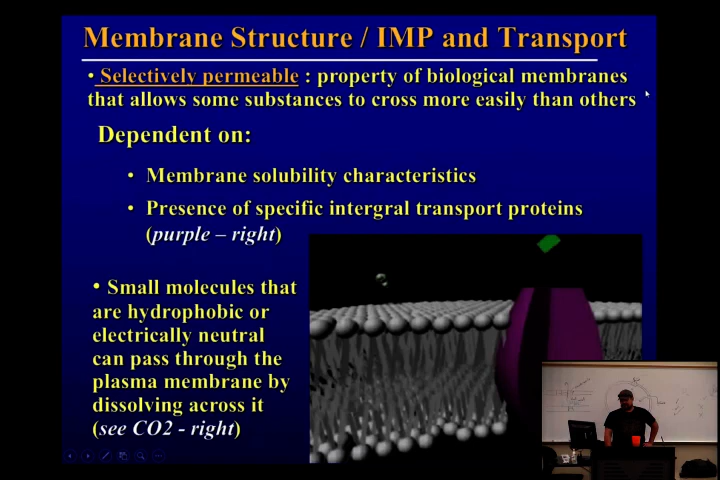 Membrane Structure / IMP and Transport
• Selectively permeable : property of biological membranes
that allows some substances to cross more easily than others
Dependent on:
• Membrane solubility characteristics
• Presence of specific intergral transport proteins
(purple – right)
• Small molecules that
are hydrophobic or
electrically neutral
can pass through the
plasma membrane by
dissolving across it
(see CO2 - right)